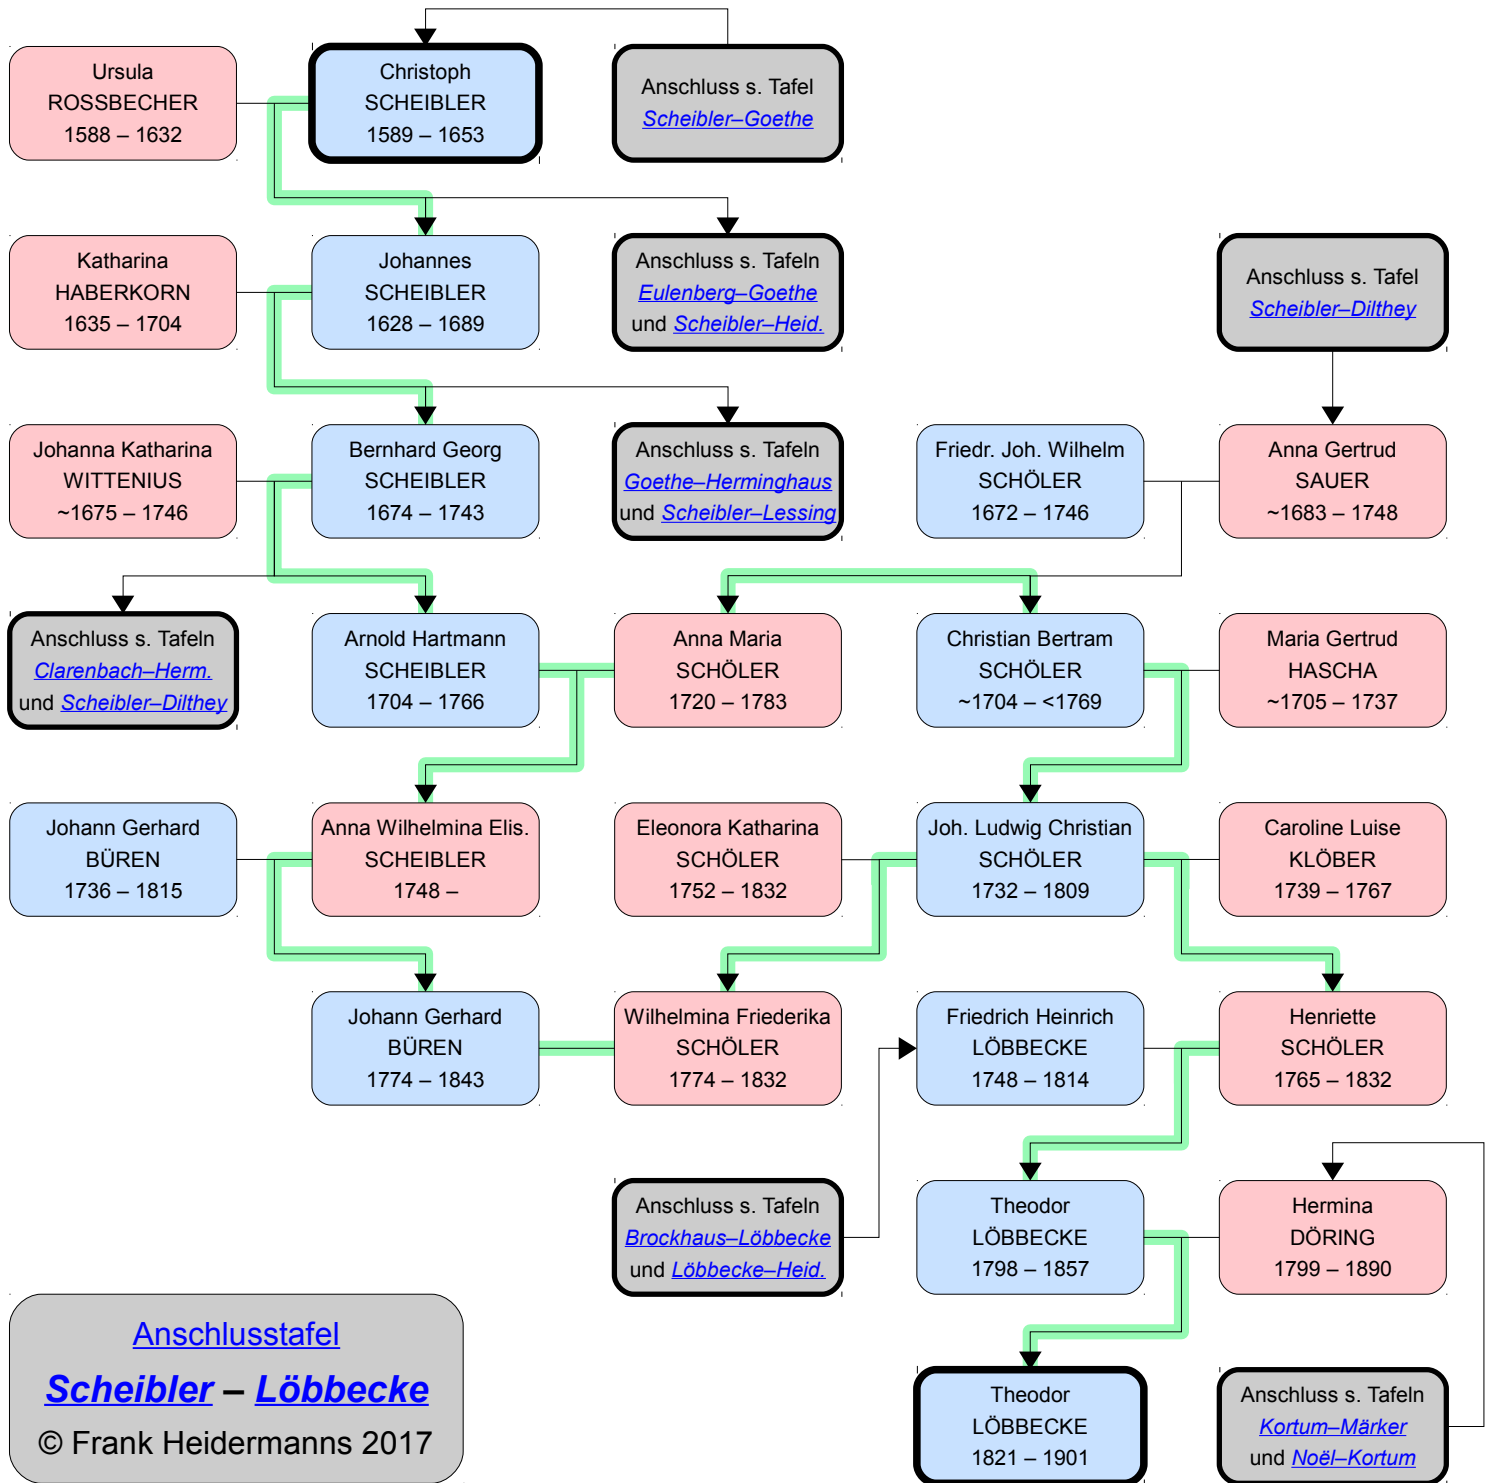 Ursula
ROSSBECHER
1588 – 1632
Christoph
SCHEIBLER
1589 – 1653
Anschluss s. Tafel
Scheibler–Goethe
Katharina
HABERKORN
1635 – 1704
Johannes
SCHEIBLER
1628 – 1689
Anschluss s. Tafeln
Eulenberg–Goethe
und Scheibler–Heid.
Anschluss s. Tafel
Scheibler–Dilthey
Johanna Katharina
WITTENIUS
~1675 – 1746
Bernhard Georg
SCHEIBLER
1674 – 1743
Anschluss s. Tafeln
Goethe–Herminghaus
und Scheibler–Lessing
Friedr. Joh. Wilhelm
SCHÖLER
1672 – 1746
Anna Gertrud
SAUER
~1683 – 1748
Anschluss s. Tafeln
Clarenbach–Herm.
und Scheibler–Dilthey
Arnold Hartmann
SCHEIBLER
1704 – 1766
Anna Maria
SCHÖLER
1720 – 1783
Christian Bertram
SCHÖLER
~1704 – <1769
Maria Gertrud
HASCHA
~1705 – 1737
Johann Gerhard
BÜREN
1736 – 1815
Anna Wilhelmina Elis.
SCHEIBLER
1748 –
Eleonora Katharina
SCHÖLER
1752 – 1832
Joh. Ludwig Christian
SCHÖLER
1732 – 1809
Caroline Luise
KLÖBER
1739 – 1767
Johann Gerhard
BÜREN
1774 – 1843
Wilhelmina Friederika
SCHÖLER
1774 – 1832
Friedrich Heinrich
LÖBBECKE
1748 – 1814
Henriette
SCHÖLER
1765 – 1832
Anschluss s. Tafeln
Brockhaus–Löbbecke
und Löbbecke–Heid.
Theodor
LÖBBECKE
1798 – 1857
Hermina
DÖRING
1799 – 1890
Anschlusstafel
Scheibler – Löbbecke
© Frank Heidermanns 2017
Theodor
LÖBBECKE
1821 – 1901
Anschluss s. Tafeln
Kortum–Märker
und Noël–Kortum